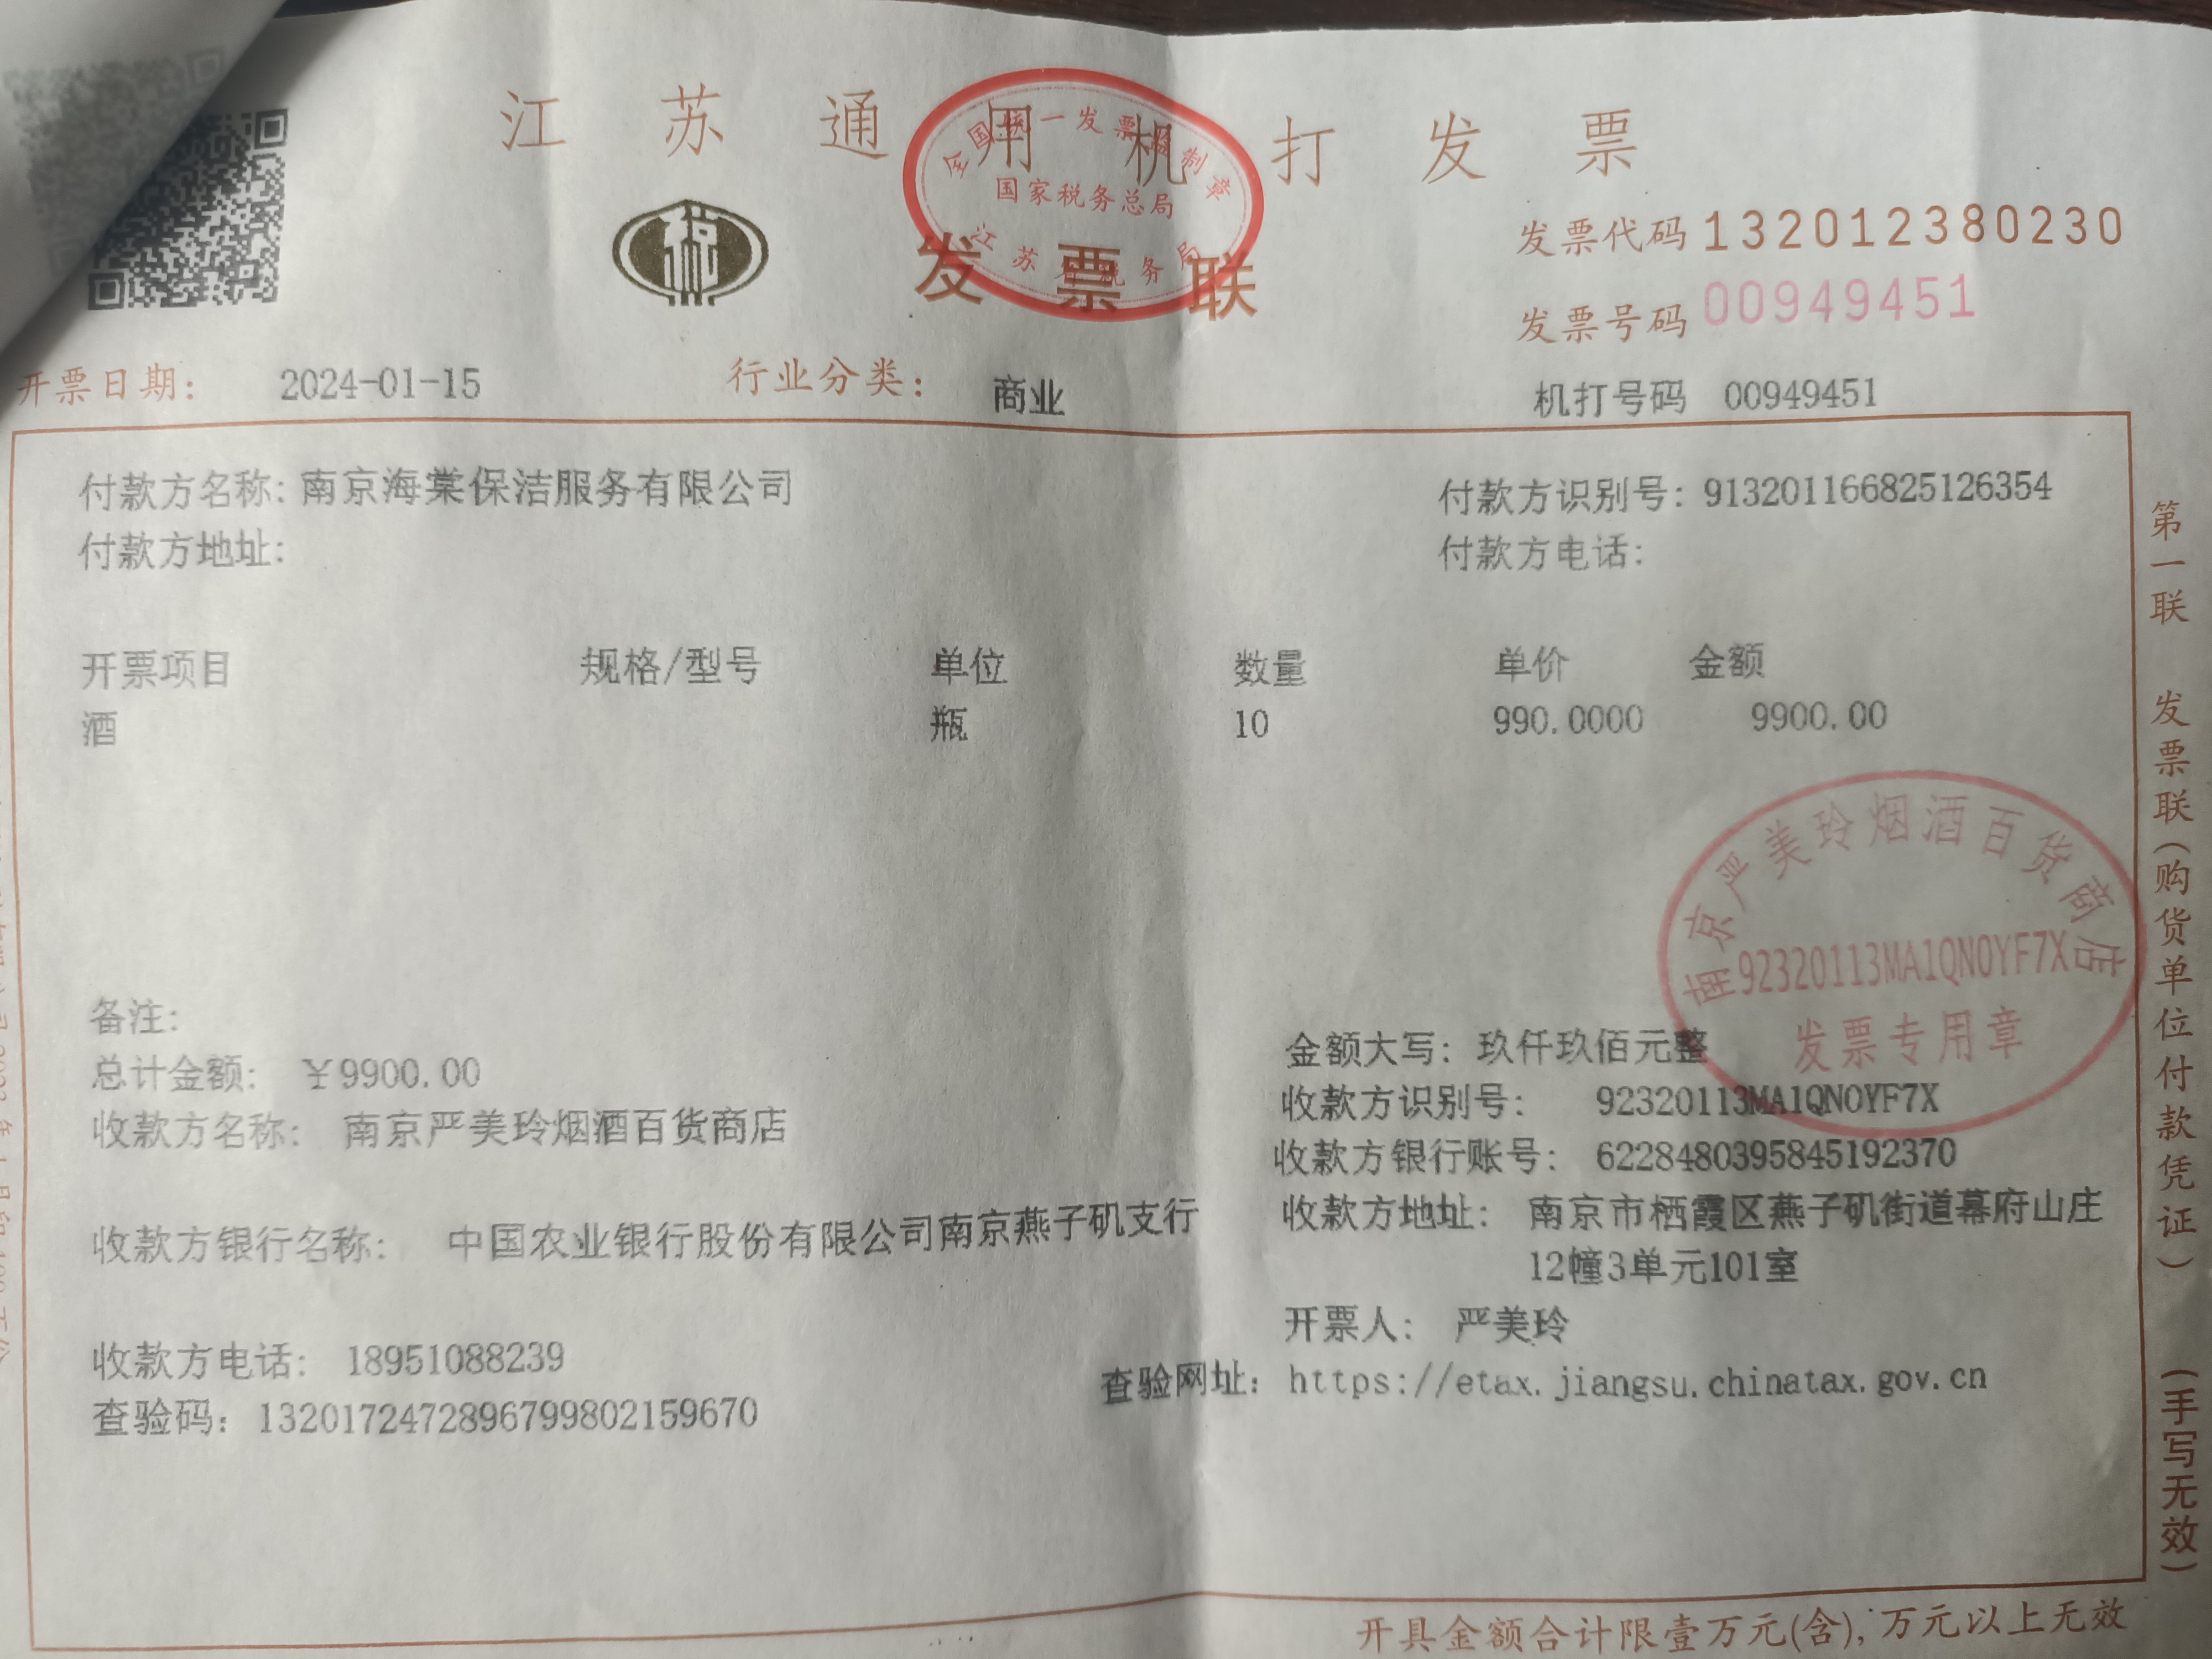 江苏通用机打发票
全国统一发票监制章
国家税务总局
江苏省税务局
发票联
发票代码 132012380230
发票号码 00949451
开票日期： 2024-01-15 行业分类： 商业 机打号码 00949451
付款方名称: 南京海棠保洁服务有限公司 付款方识别号: 913201166825126354
付款方地址: 付款方电话:
开票项目 规格/型号 单位 数量 单价 金额
酒 瓶 10 990.0000 9900.00
南京严美玲烟酒百货商店
92320113MA1QN0YF7X
发票专用章
备注:
总计金额: ￥9900.00 金额大写: 玖仟玖佰元整
收款方名称: 南京严美玲烟酒百货商店 收款方识别号: 92320113MA1QN0YF7X
收款方银行账号: 6228480395845192370
收款方银行名称: 中国农业银行股份有限公司南京燕子矶支行 收款方地址: 南京市栖霞区燕子矶街道幕府山庄
12幢3单元101室
开票人: 严美玲
收款方电话: 18951088239
查验码: 1320172472896799802159670 查验网址: https://etax.jiangsu.chinatax.gov.cn
第一联 发票联(购货单位付款凭证) (手写无效)
开具金额合计限壹万元(含),万元以上无效